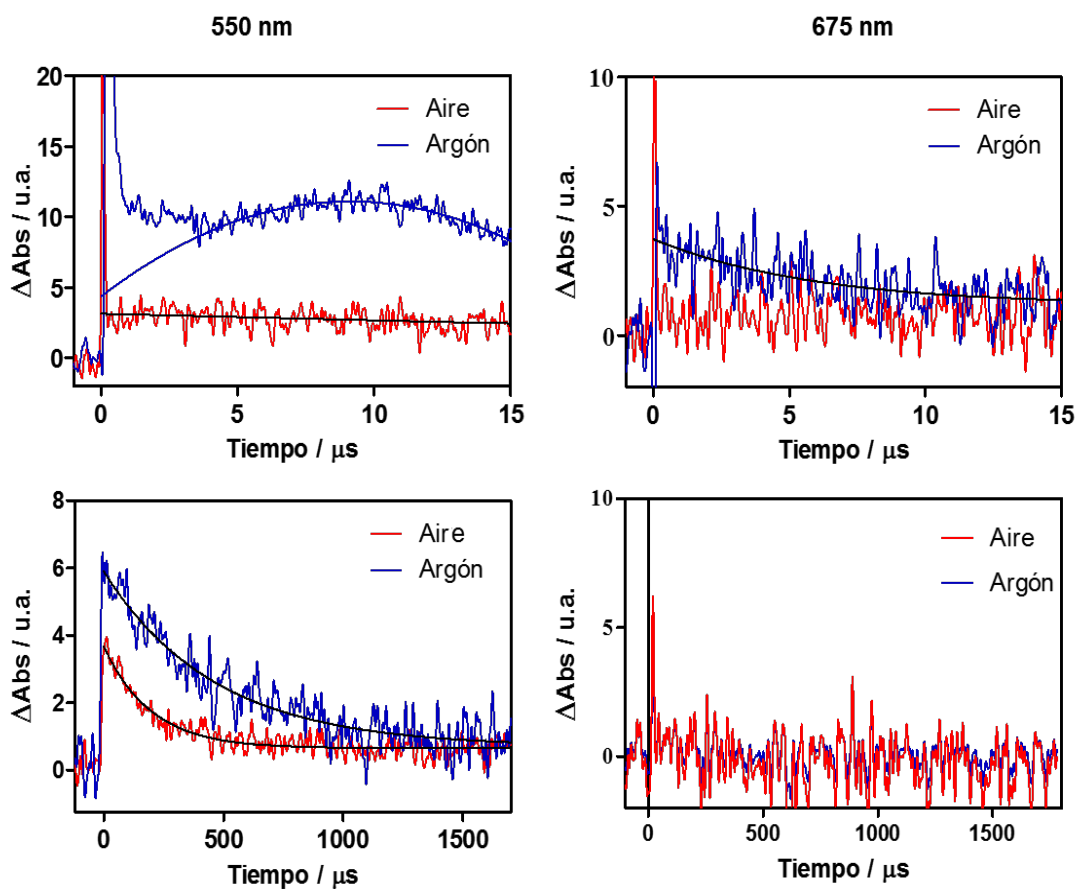 550 nm
20
15
10
5
0
ΔAbs / u.a.
Aire
Argón
0
5
10
15
Tiempo / μs
675 nm
10
5
0
ΔAbs / u.a.
Aire
Argón
0
5
10
15
Tiempo / μs
8
6
4
2
0
ΔAbs / u.a.
Aire
Argón
0
500
1000
1500
Tiempo / μs
10
5
0
ΔAbs / u.a.
Aire
Argón
0
500
1000
1500
Tiempo / μs